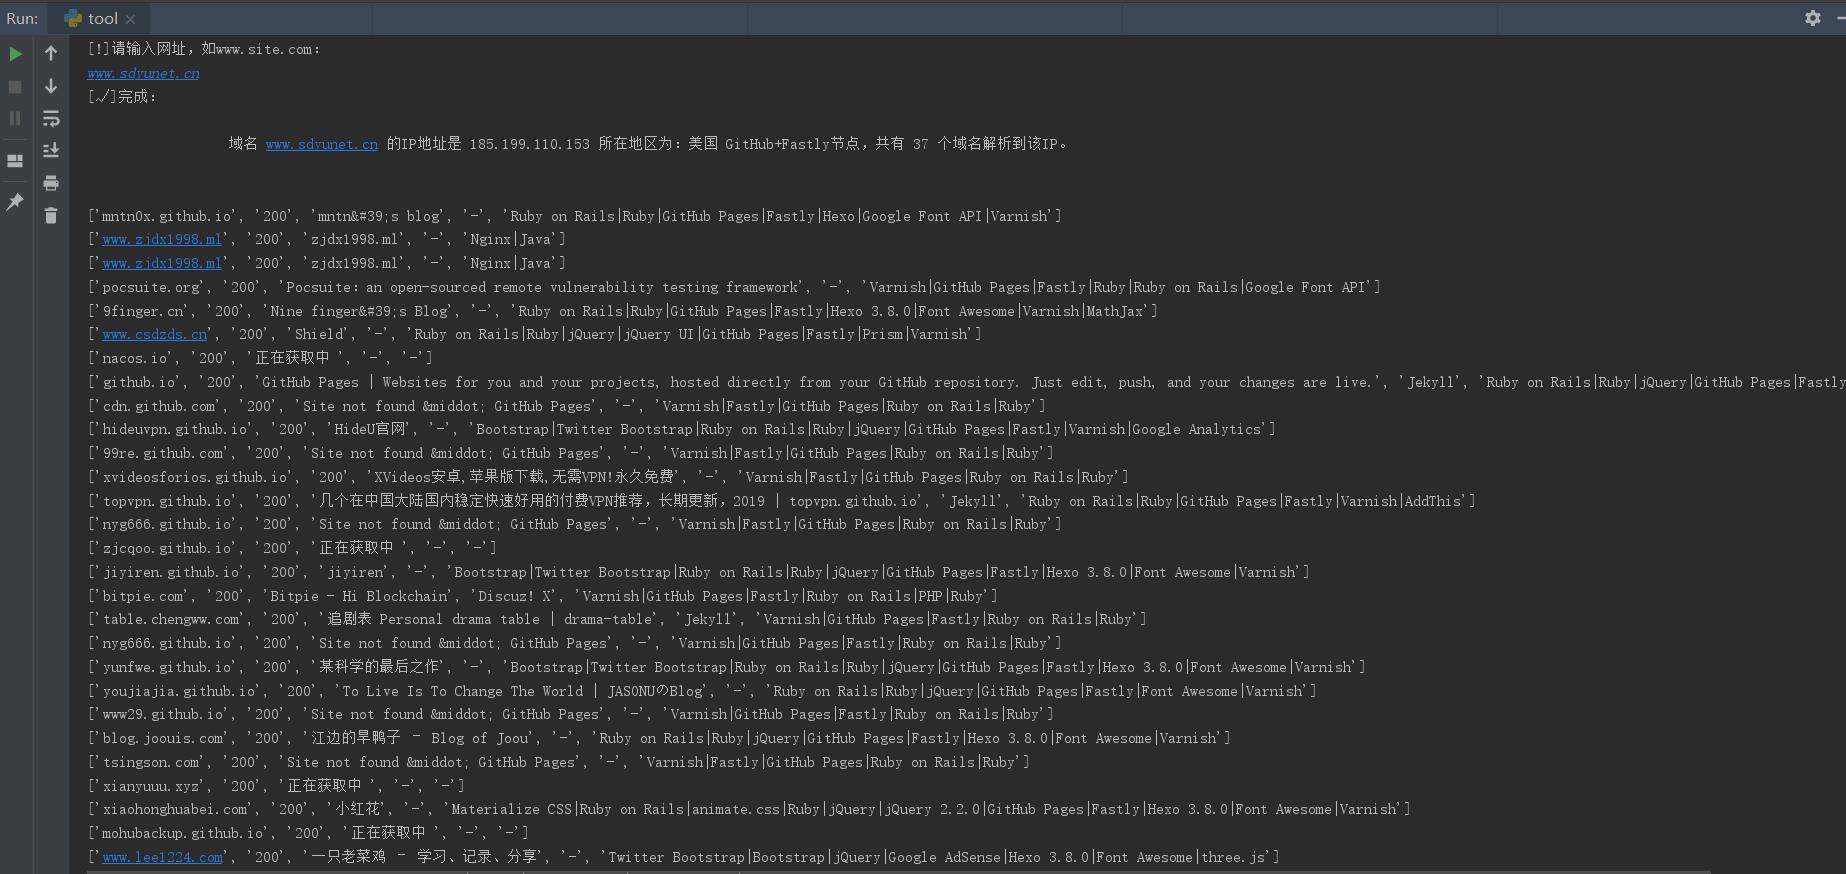 Run: tool
[!]请输入网址，如www.site.com：
www.sdyunet.cn
[√]完成：
域名 www.sdyunet.cn 的IP地址是 185.199.110.153 所在地区为：美国 GitHub+Fastly节点，共有 37 个域名解析到该IP。
['mntn0x.github.io', '200', 'mntn&#39;s blog', '-', 'Ruby on Rails|Ruby|GitHub Pages|Fastly|Hexo|Google Font API|Varnish']
['www.zjdx1998.ml', '200', 'zjdx1998.ml', '-', 'Nginx|Java']
['www.zjdx1998.ml', '200', 'zjdx1998.ml', '-', 'Nginx|Java']
['pocsuite.org', '200', 'Pocsuite：an open-sourced remote vulnerability testing framework', '-', 'Varnish|GitHub Pages|Fastly|Ruby|Ruby on Rails|Google Font API']
['9finger.cn', '200', 'Nine finger&#39;s Blog', '-', 'Ruby on Rails|Ruby|GitHub Pages|Fastly|Hexo 3.8.0|Font Awesome|Varnish|MathJax']
['www.csdzds.cn', '200', 'Shield', '-', 'Ruby on Rails|Ruby|jQuery|jQuery UI|GitHub Pages|Fastly|Prism|Varnish']
['nacos.io', '200', '正在获取中 ', '-', '-']
['github.io', '200', 'GitHub Pages | Websites for you and your projects, hosted directly from your GitHub repository. Just edit, push, and your changes are live.', 'Jekyll', 'Ruby on Rails|Ruby|jQuery|GitHub Pages|Fastly
['cdn.github.com', '200', 'Site not found &middot; GitHub Pages', '-', 'Varnish|Fastly|GitHub Pages|Ruby on Rails|Ruby']
['hideuvpn.github.io', '200', 'HideU官网', '-', 'Bootstrap|Twitter Bootstrap|Ruby on Rails|Ruby|jQuery|GitHub Pages|Fastly|Varnish|Google Analytics']
['99re.github.com', '200', 'Site not found &middot; GitHub Pages', '-', 'Varnish|Fastly|GitHub Pages|Ruby on Rails|Ruby']
['xvideosforios.github.io', '200', 'XVideos安卓,苹果版下载,无需VPN!永久免费', '-', 'Varnish|Fastly|GitHub Pages|Ruby on Rails|Ruby']
['topvpn.github.io', '200', '几个在中国大陆国内稳定快速好用的付费VPN推荐，长期更新，2019 | topvpn.github.io', 'Jekyll', 'Ruby on Rails|Ruby|GitHub Pages|Fastly|Varnish|AddThis']
['nyg666.github.io', '200', 'Site not found &middot; GitHub Pages', '-', 'Varnish|Fastly|GitHub Pages|Ruby on Rails|Ruby']
['zjcqoo.github.io', '200', '正在获取中 ', '-', '-']
['jiyiren.github.io', '200', 'jiyiren', '-', 'Bootstrap|Twitter Bootstrap|Ruby on Rails|Ruby|jQuery|GitHub Pages|Fastly|Hexo 3.8.0|Font Awesome|Varnish']
['bitpie.com', '200', 'Bitpie - Hi Blockchain', 'Discuz! X', 'Varnish|GitHub Pages|Fastly|Ruby on Rails|PHP|Ruby']
['table.chengww.com', '200', '追剧表 Personal drama table | drama-table', 'Jekyll', 'Varnish|GitHub Pages|Fastly|Ruby on Rails|Ruby']
['nyg666.github.io', '200', 'Site not found &middot; GitHub Pages', '-', 'Varnish|GitHub Pages|Fastly|Ruby on Rails|Ruby']
['yunfwe.github.io', '200', '某科学的最后之作', '-', 'Bootstrap|Twitter Bootstrap|Ruby on Rails|Ruby|jQuery|GitHub Pages|Fastly|Hexo 3.8.0|Font Awesome|Varnish']
['youjiajia.github.io', '200', 'To Live Is To Change The World | JASONUのBlog', '-', 'Ruby on Rails|Ruby|jQuery|GitHub Pages|Fastly|Font Awesome|Varnish']
['www29.github.io', '200', 'Site not found &middot; GitHub Pages', '-', 'Varnish|GitHub Pages|Fastly|Ruby on Rails|Ruby']
['blog.joouis.com', '200', '江边的旱鸭子 - Blog of Joou', '-', 'Ruby on Rails|Ruby|jQuery|GitHub Pages|Fastly|Hexo 3.8.0|Font Awesome|Varnish']
['tsingson.com', '200', 'Site not found &middot; GitHub Pages', '-', 'Varnish|Fastly|GitHub Pages|Ruby on Rails|Ruby']
['xianyuuu.xyz', '200', '正在获取中 ', '-', '-']
['xiaohonghuabei.com', '200', '小红花', '-', 'Materialize CSS|Ruby on Rails|animate.css|Ruby|jQuery|jQuery 2.2.0|GitHub Pages|Fastly|Hexo 3.8.0|Font Awesome|Varnish']
['mohubackup.github.io', '200', '正在获取中 ', '-', '-']
['www.lee1224.com', '200', '一只老菜鸡 - 学习、记录、分享', '-', 'Twitter Bootstrap|Bootstrap|jQuery|Google AdSense|Hexo 3.8.0|Font Awesome|three.js']